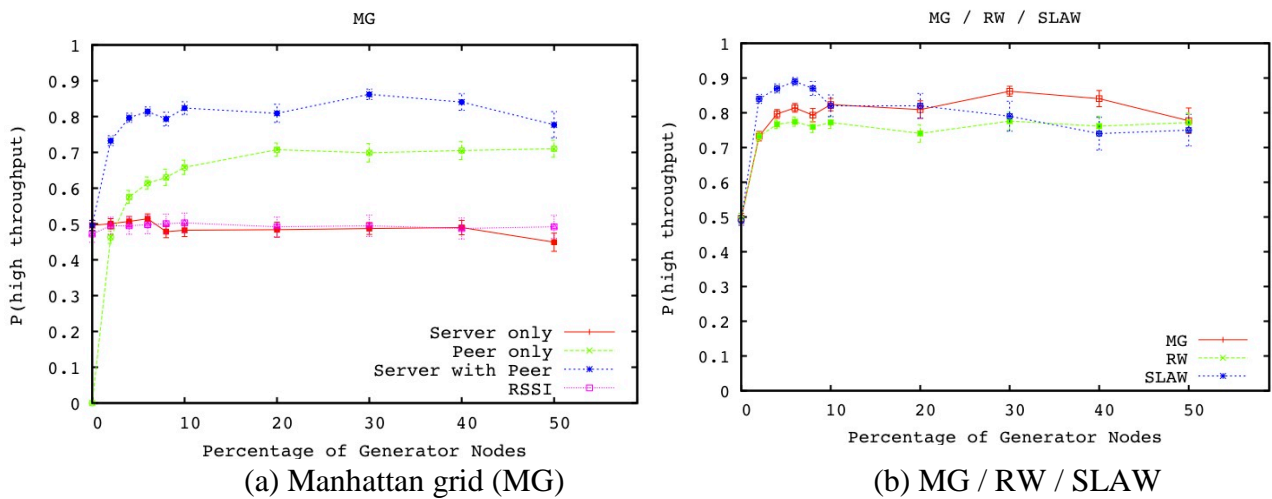 MG
1
0.9
0.8
0.7
0.6
0.5
0.4
0.3
0.2
0.1
0
P(high throughput)
Server only
Peer only
Server with Peer
RSSI
0 10 20 30 40 50
Percentage of Generator Nodes
(a) Manhattan grid (MG)
MG / RW / SLAW
1
0.9
0.8
0.7
0.6
0.5
0.4
0.3
0.2
0.1
0
P(high throughput)
MG
RW
SLAW
0 10 20 30 40 50
Percentage of Generator Nodes
(b) MG / RW / SLAW